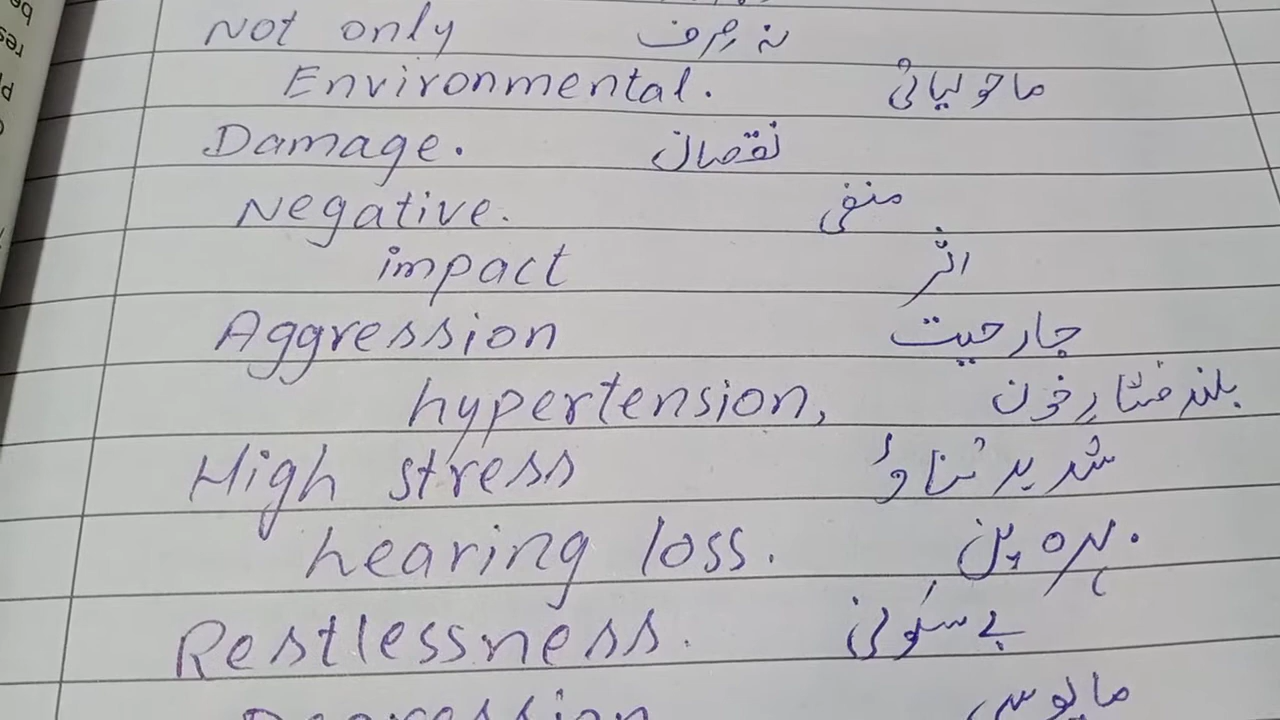 Not only نہ صرف
Environmental. ماحولیاتی
Damage. نقصان
Negative. منفی
impact اثر
Aggression جارحیت
hypertension, بلند فشار خون
High stress شدید تناؤ
hearing loss. بہرہ پن
Restlessness. بے سکونی
Depression مایوسی